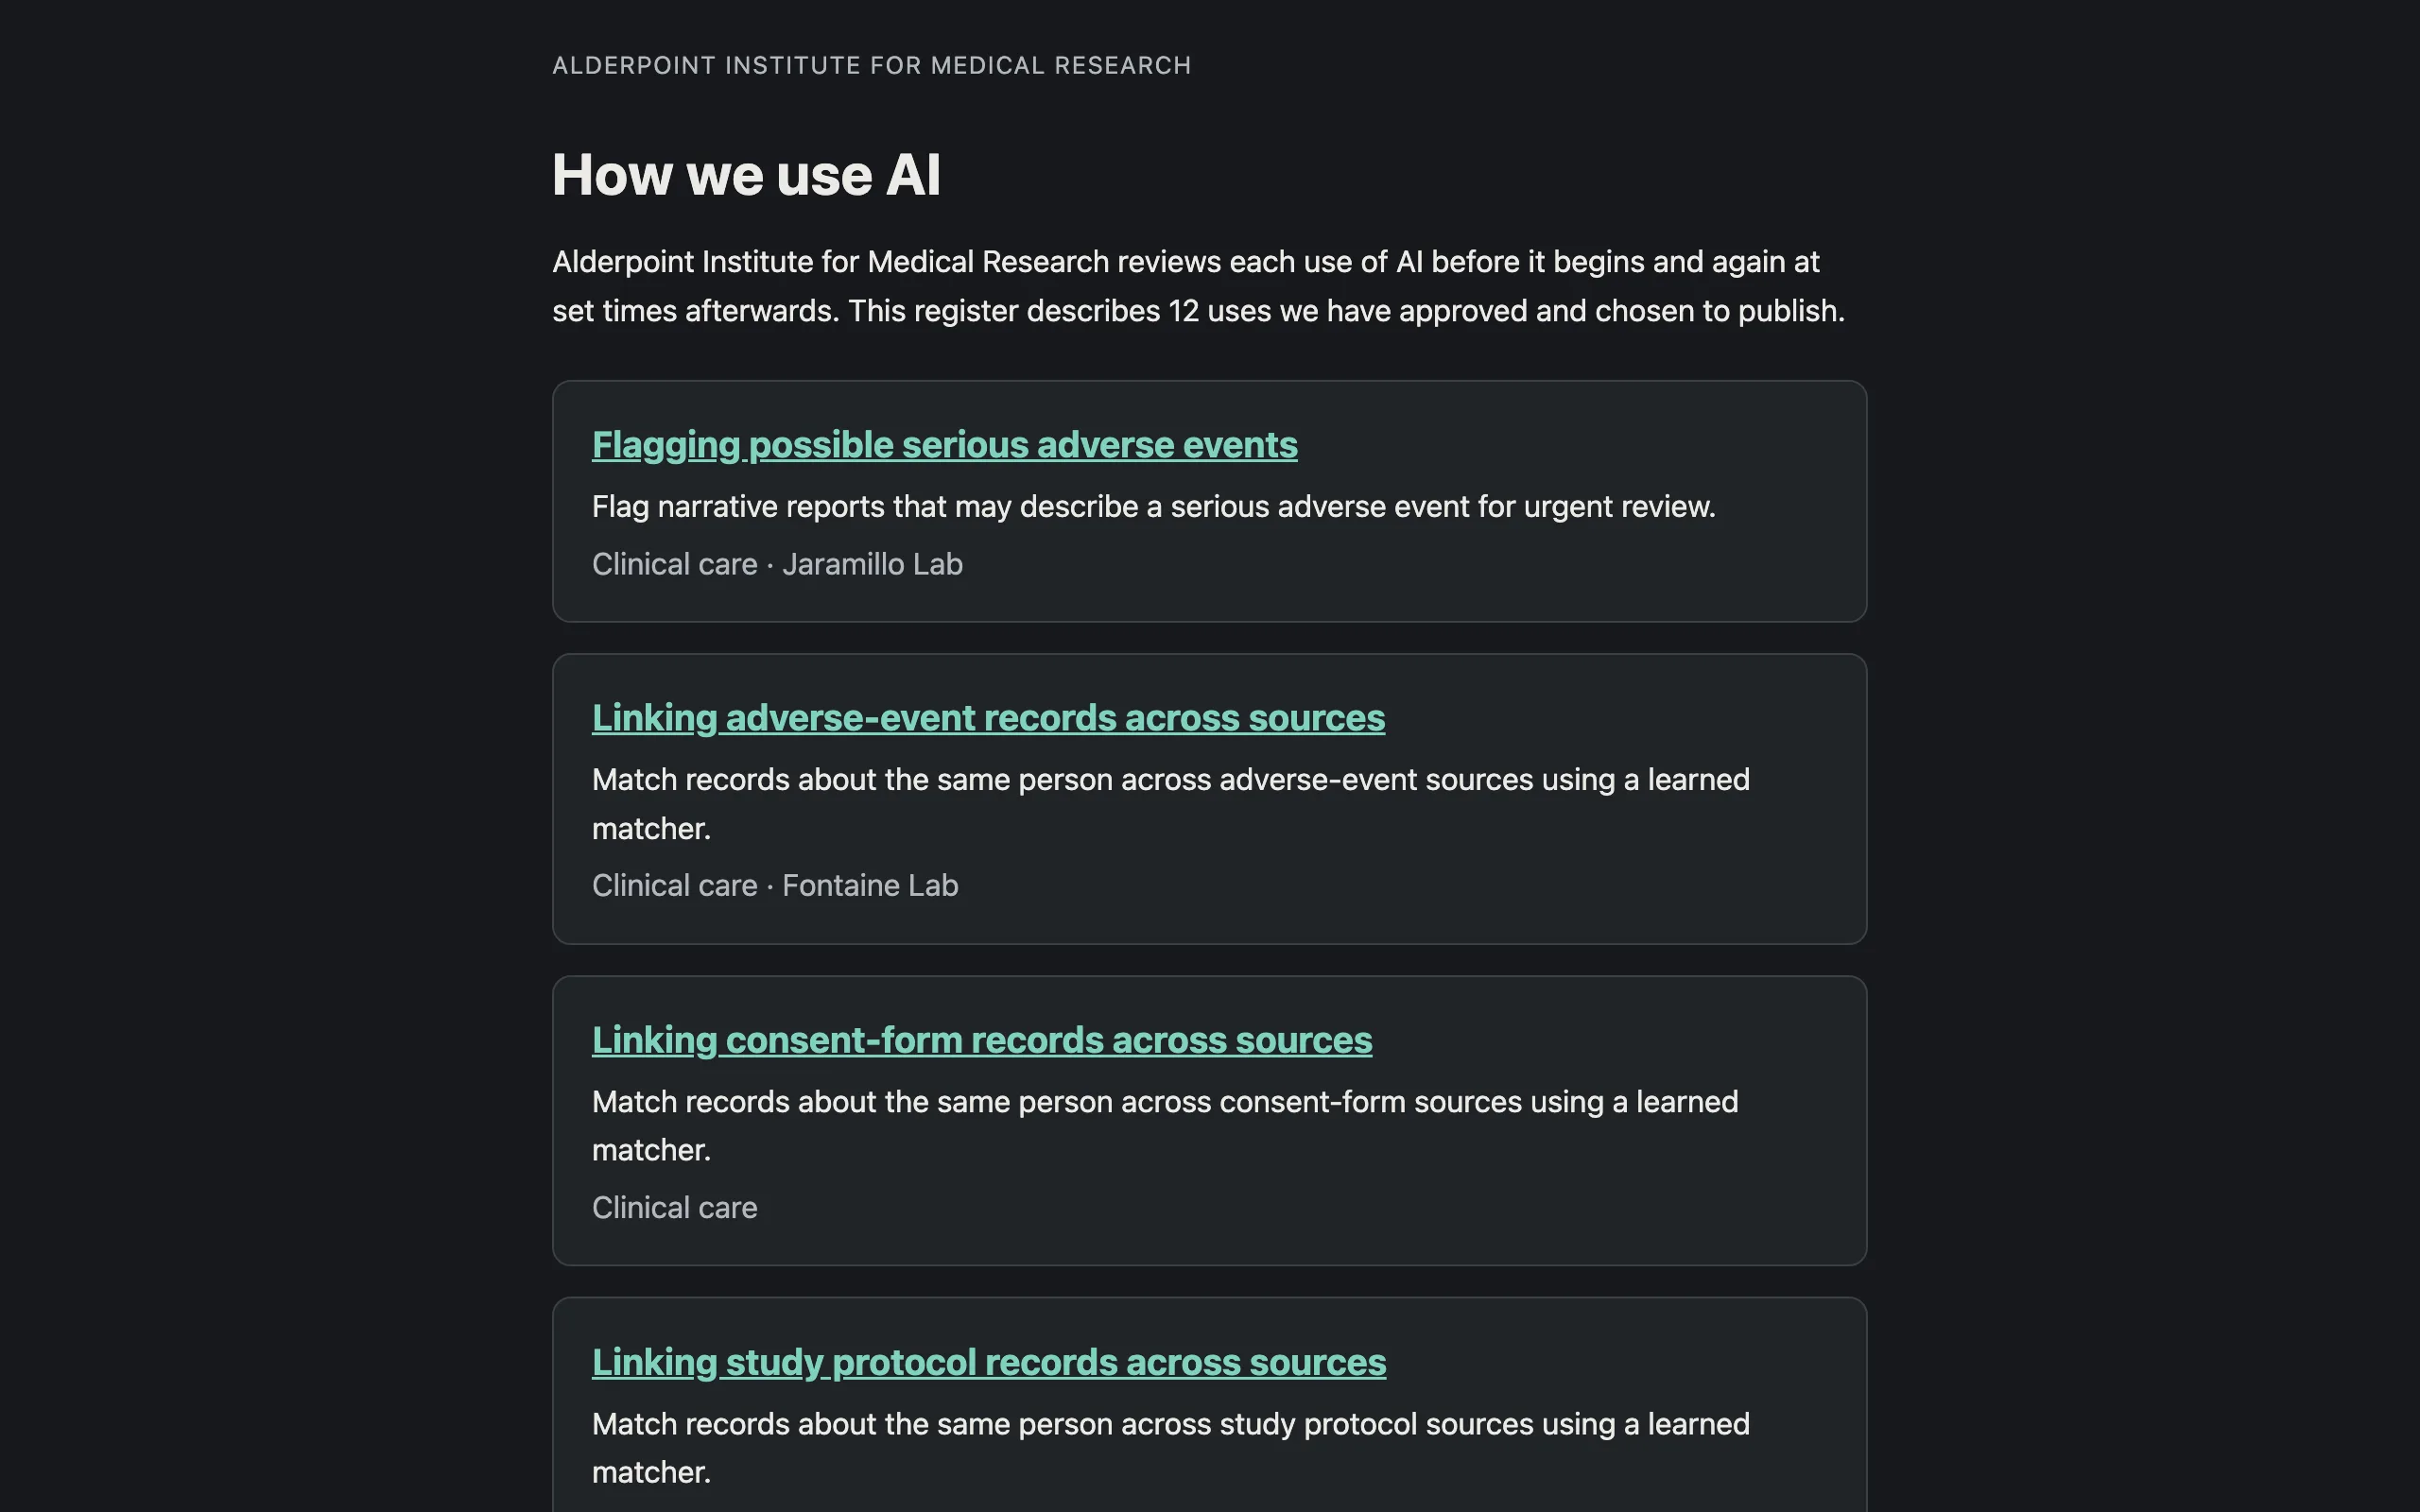 ALDERPOINT INSTITUTE FOR MEDICAL RESEARCH
How we use AI
Alderpoint Institute for Medical Research reviews each use of AI before it begins and again at
set times afterwards. This register describes 12 uses we have approved and chosen to publish.
Flagging possible serious adverse events
Flag narrative reports that may describe a serious adverse event for urgent review.
Clinical care · Jaramillo Lab
Linking adverse-event records across sources
Match records about the same person across adverse-event sources using a learned
matcher.
Clinical care · Fontaine Lab
Linking consent-form records across sources
Match records about the same person across consent-form sources using a learned
matcher.
Clinical care
Linking study protocol records across sources
Match records about the same person across study protocol sources using a learned
matcher.